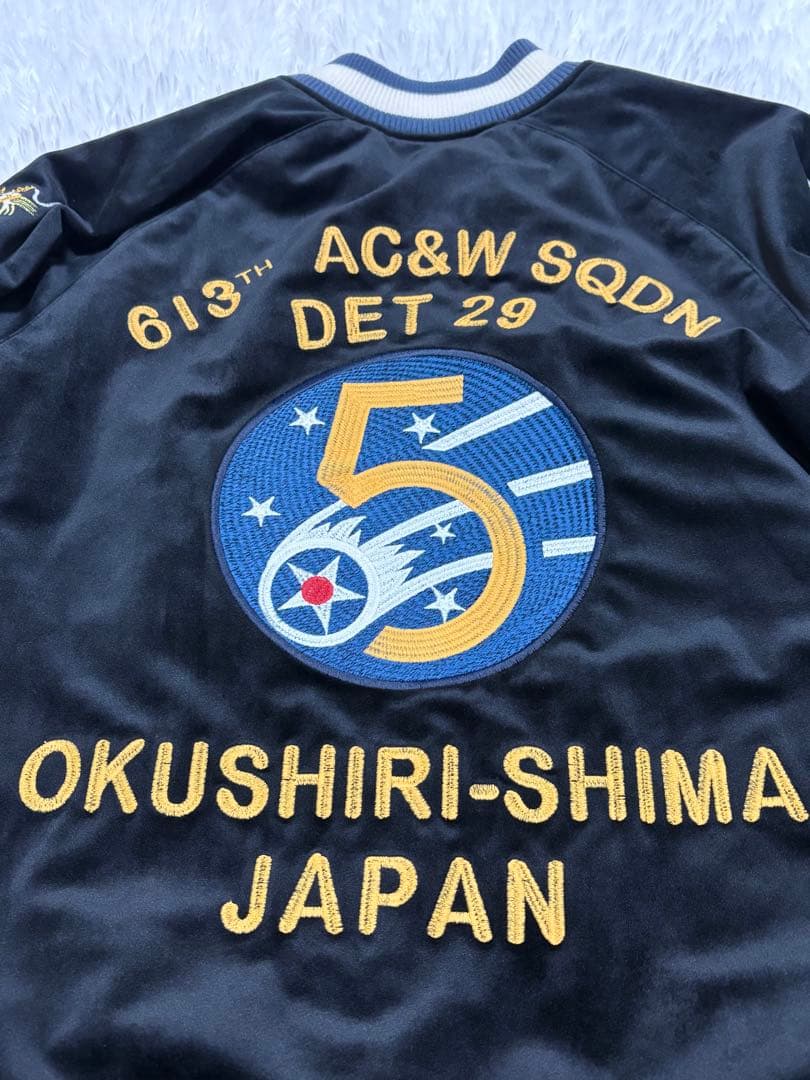 613TH AC&W SQDN
DET 29
5
OKUSHIRI-SHIMA
JAPAN